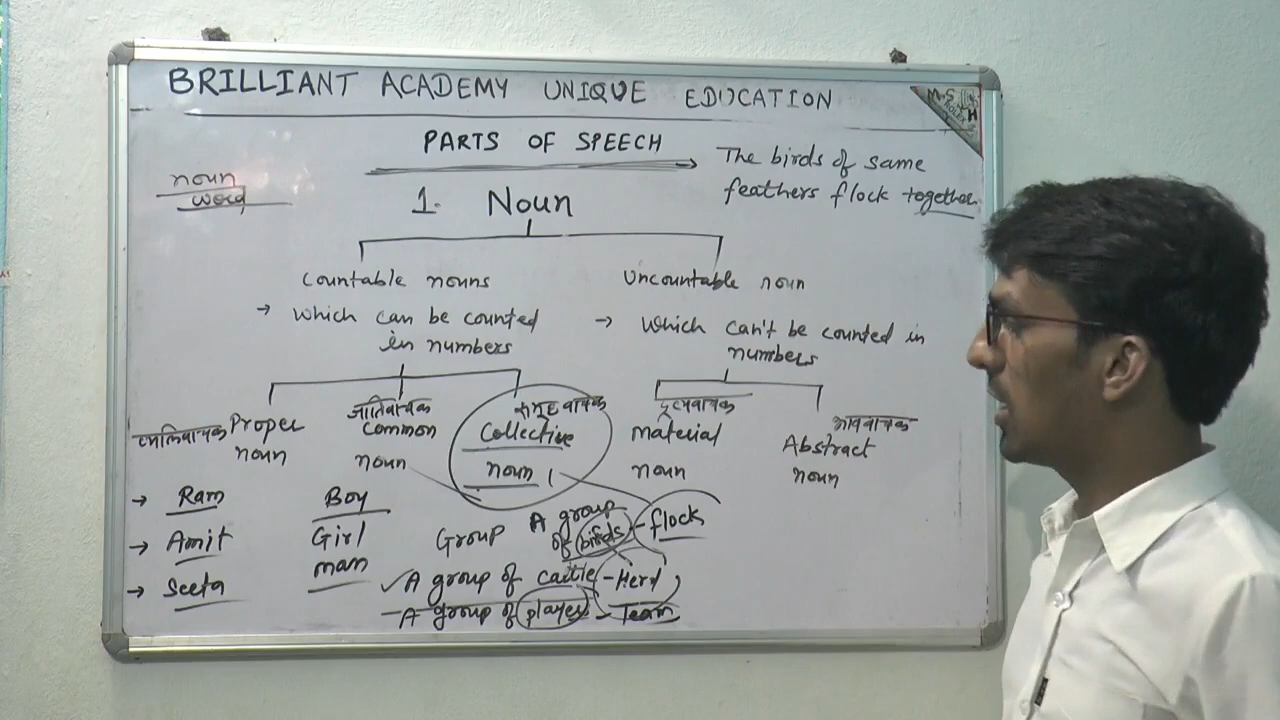 BRILLIANT ACADEMY UNIQUE EDUCATION
PARTS OF SPEECH
The birds of same
feathers flock together
noun
word
1. Noun
Countable nouns
Uncountable noun
→ which can be counted
in numbers
→ which can't be counted in
numbers
व्यक्तिवाचक Proper
noun
जातिवाचक
Common
noun
समूहवाचक
Collective
noun
द्रव्यवाचक
material
noun
भाववाचक
Abstract
noun
→ Ram
→ Amit
→ Seeta
Boy
Girl
man
Group
A group
of birds - flock
✓ A group of cattle - Herd
- A group of player - Team